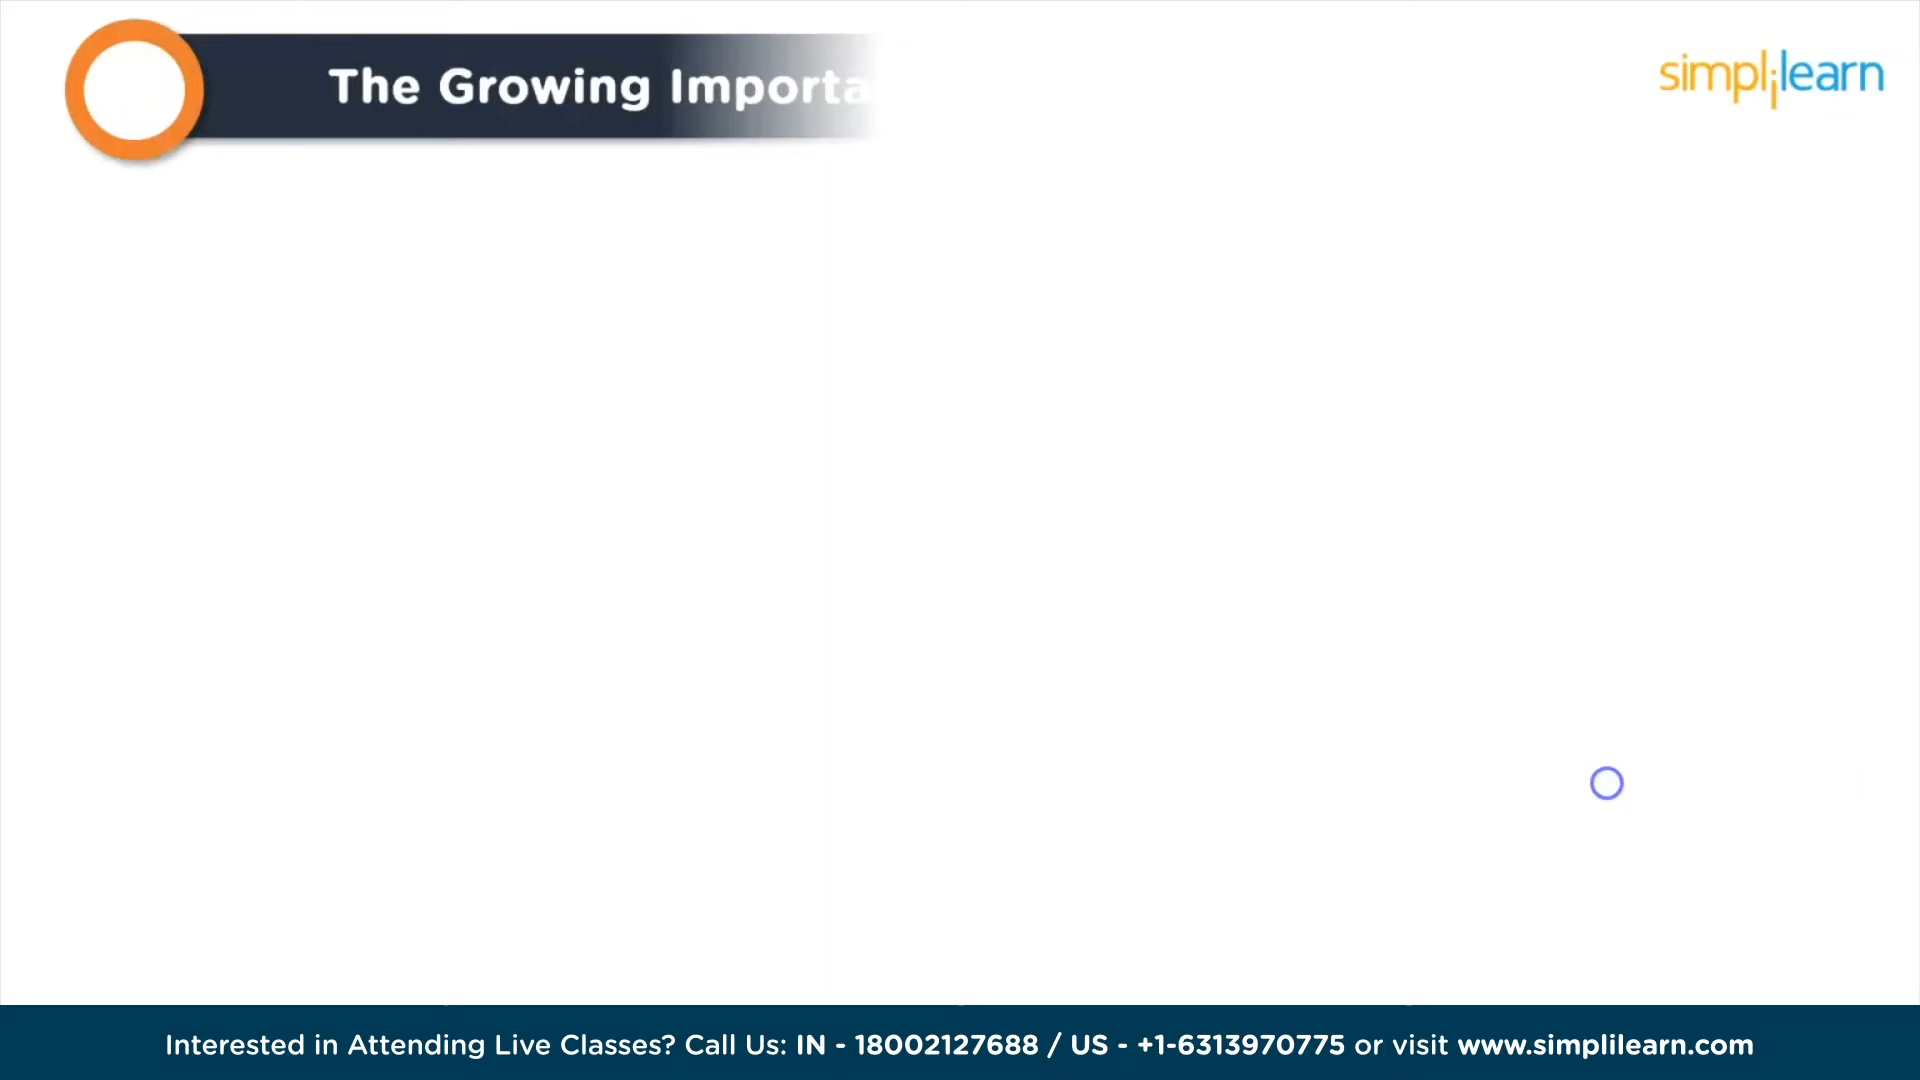 The Growing Importa
simplilearn
Interested in Attending Live Classes? Call Us: IN - 18002127688 / US - +1-6313970775 or visit www.simplilearn.com